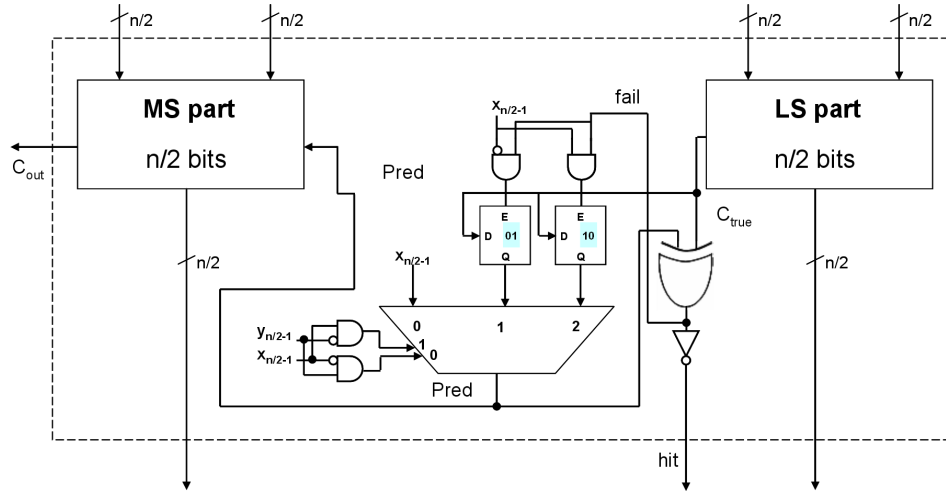 n/2
n/2
n/2
n/2
MS part
n/2 bits
C_out
n/2
Pred
x_n/2-1
fail
LS part
n/2 bits
C_true
n/2
E
D
01
Q
E
D
10
Q
x_n/2-1
0
1
2
y_n/2-1
x_n/2-1
1
0
Pred
hit